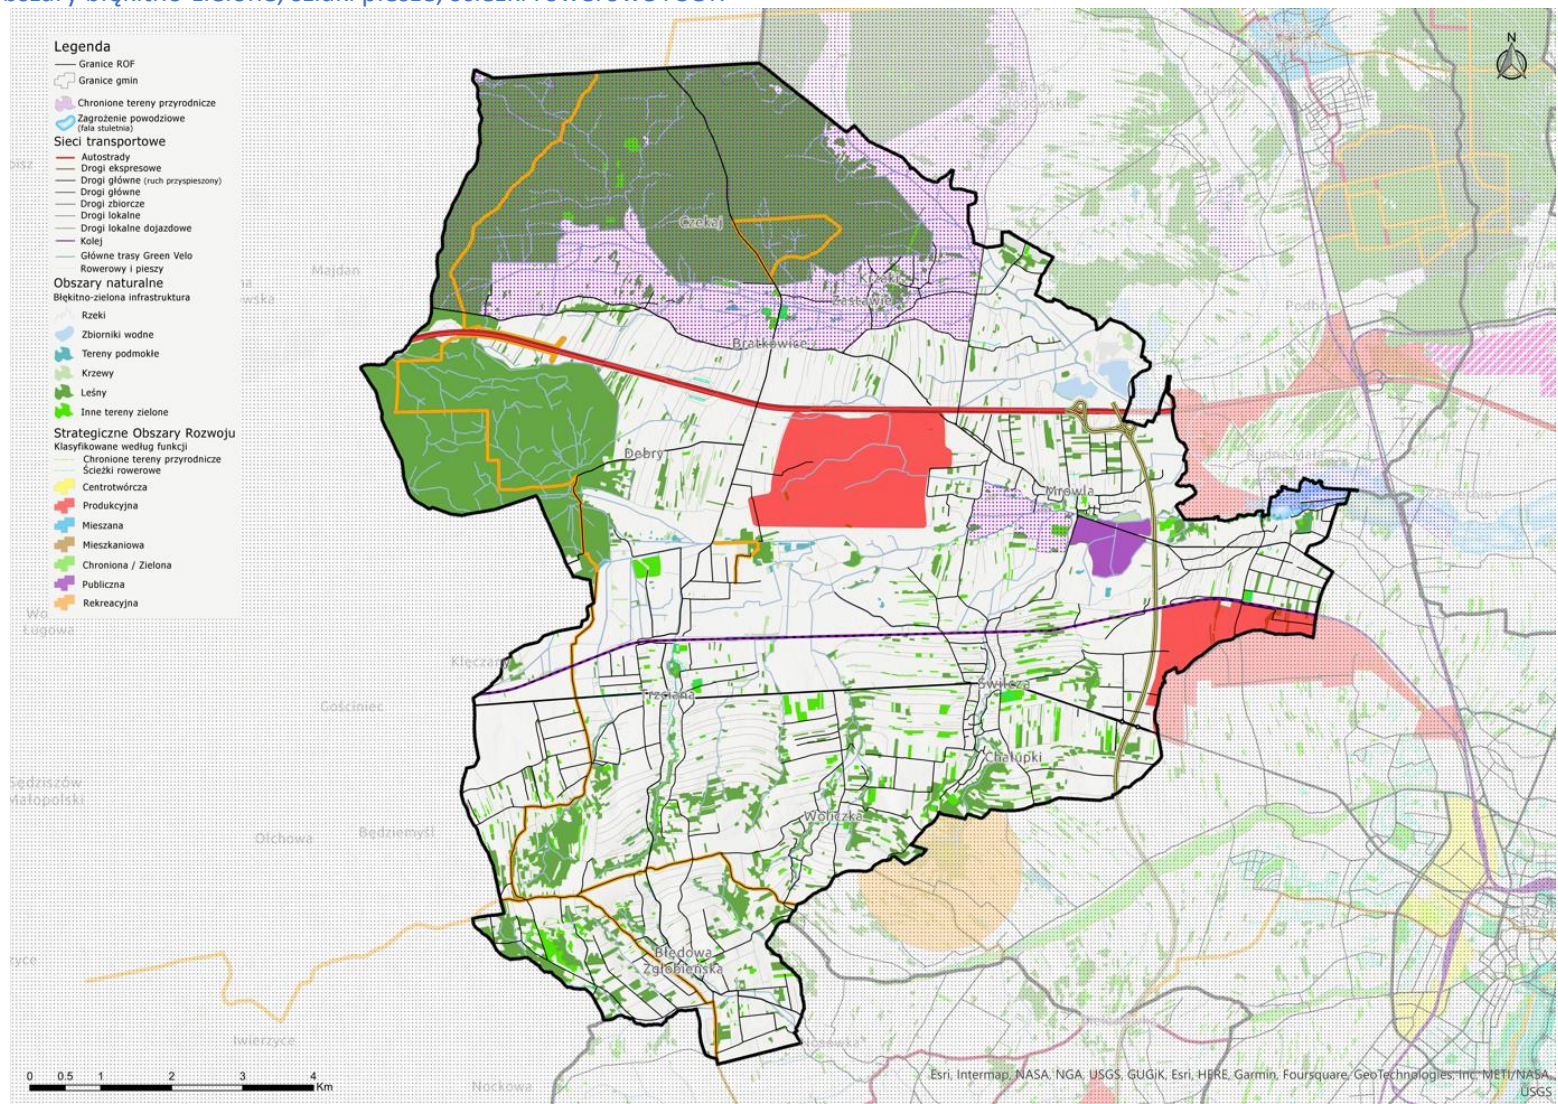 Legenda
Granice ROF
Granice gmin
Chronione tereny przyrodnicze
Zagrożenie powodziowe
(fala stuletnia)
Sieci transportowe
Autostrady
Drogi ekspresowe
Drogi główne (ruch przyspieszony)
Drogi główne
Drogi zbiorcze
Drogi lokalne
Drogi lokalne dojazdowe
Kolej
Główne trasy Green Velo
Rowerowy i pieszy
Obszary naturalne
Błękitno-zielona infrastruktura
Rzeki
Zbiorniki wodne
Tereny podmokłe
Krzewy
Leśny
Inne tereny zielone
Strategiczne Obszary Rozwoju
Klasyfikowane według funkcji
Chronione tereny przyrodnicze
Ścieżki rowerowe
Centrotwórcza
Produkcyjna
Mieszana
Mieszkaniowa
Chroniona / Zielona
Publiczna
Rekreacyjna
N
Czekaj
Zastawie
Bratkowice
Dębry
Mrowla
Rudna Mała
Klęczany
Gościniec
Trzciana
Świlcza
Chałupki
Sędziszów
Małopolski
Olchowa
Będziemyśl
Woliczka
Błędowa
Zgłobieńska
Iwierzyce
Nockowa
0 0.5 1 2 3 4
Km
Esri, Intermap, NASA, NGA, USGS, GUGiK, Esri, HERE, Garmin, Foursquare, GeoTechnologies, Inc, METI/NASA,
USGS